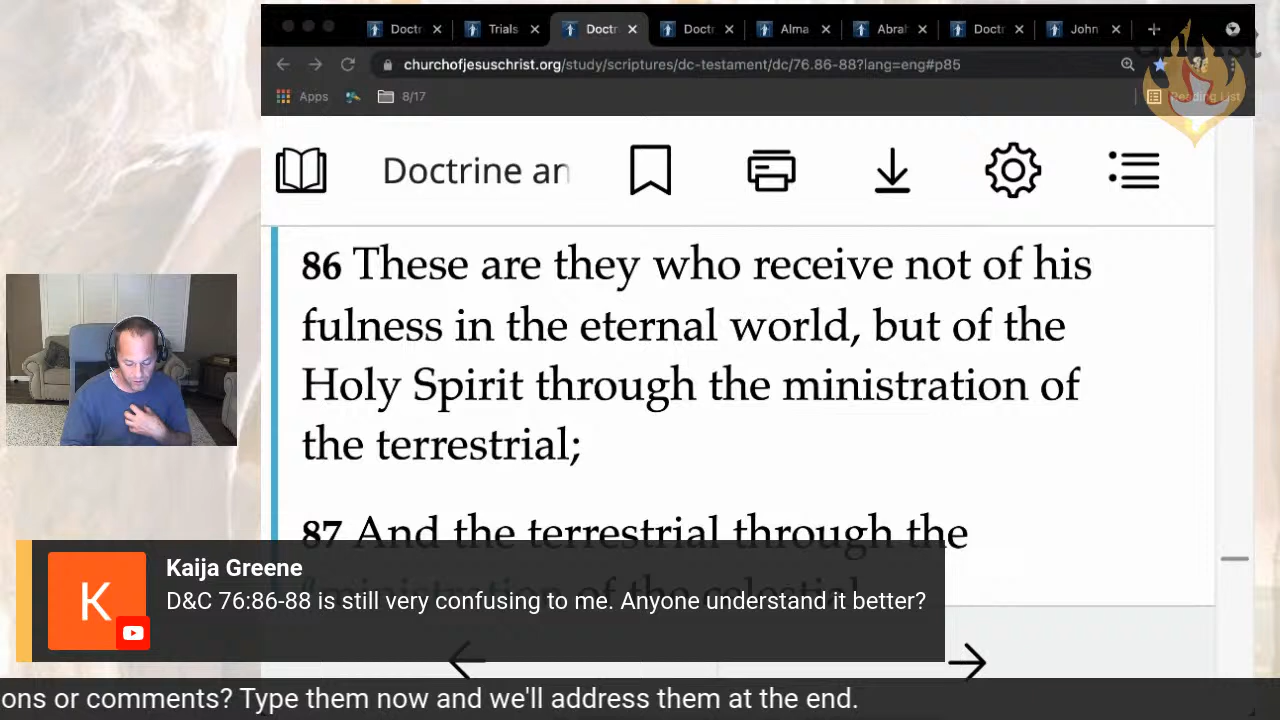 Doctr
Trials
Doctr
Doctr
Alma
Abrah
Doctr
John
churchofjesuschrist.org/study/scriptures/dc-testament/dc/76.86-88?lang=eng#p85
Apps
8/17
Reading List
Doctrine an
86 These are they who receive not of his
fulness in the eternal world, but of the
Holy Spirit through the ministration of
the terrestrial;
87 And the terrestrial through the
ministration of the celestial
Kaija Greene
K
D&C 76:86-88 is still very confusing to me. Anyone understand it better?
ons or comments? Type them now and we'll address them at the end.